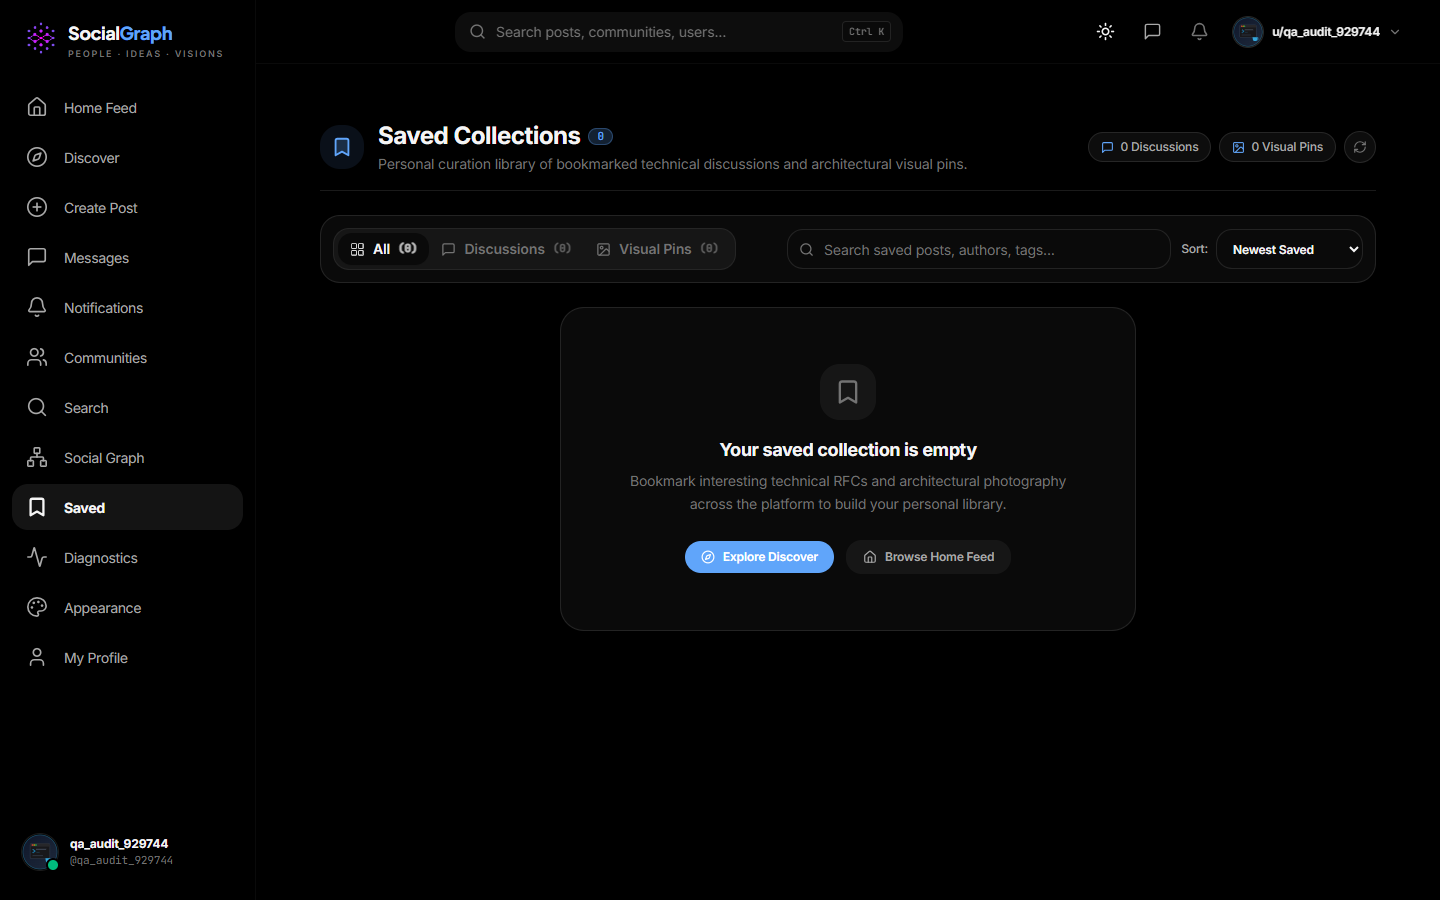 SocialGraph
PEOPLE · IDEAS · VISIONS
Search posts, communities, users...
Ctrl K
u/qa_audit_929744
Home Feed
Discover
Create Post
Messages
Notifications
Communities
Search
Social Graph
Saved
Diagnostics
Appearance
My Profile
qa_audit_929744
@qa_audit_929744
Saved Collections 0
Personal curation library of bookmarked technical discussions and architectural visual pins.
0 Discussions
0 Visual Pins
All (0)
Discussions (0)
Visual Pins (0)
Search saved posts, authors, tags...
Sort: Newest Saved
Your saved collection is empty
Bookmark interesting technical RFCs and architectural photography
across the platform to build your personal library.
Explore Discover
Browse Home Feed